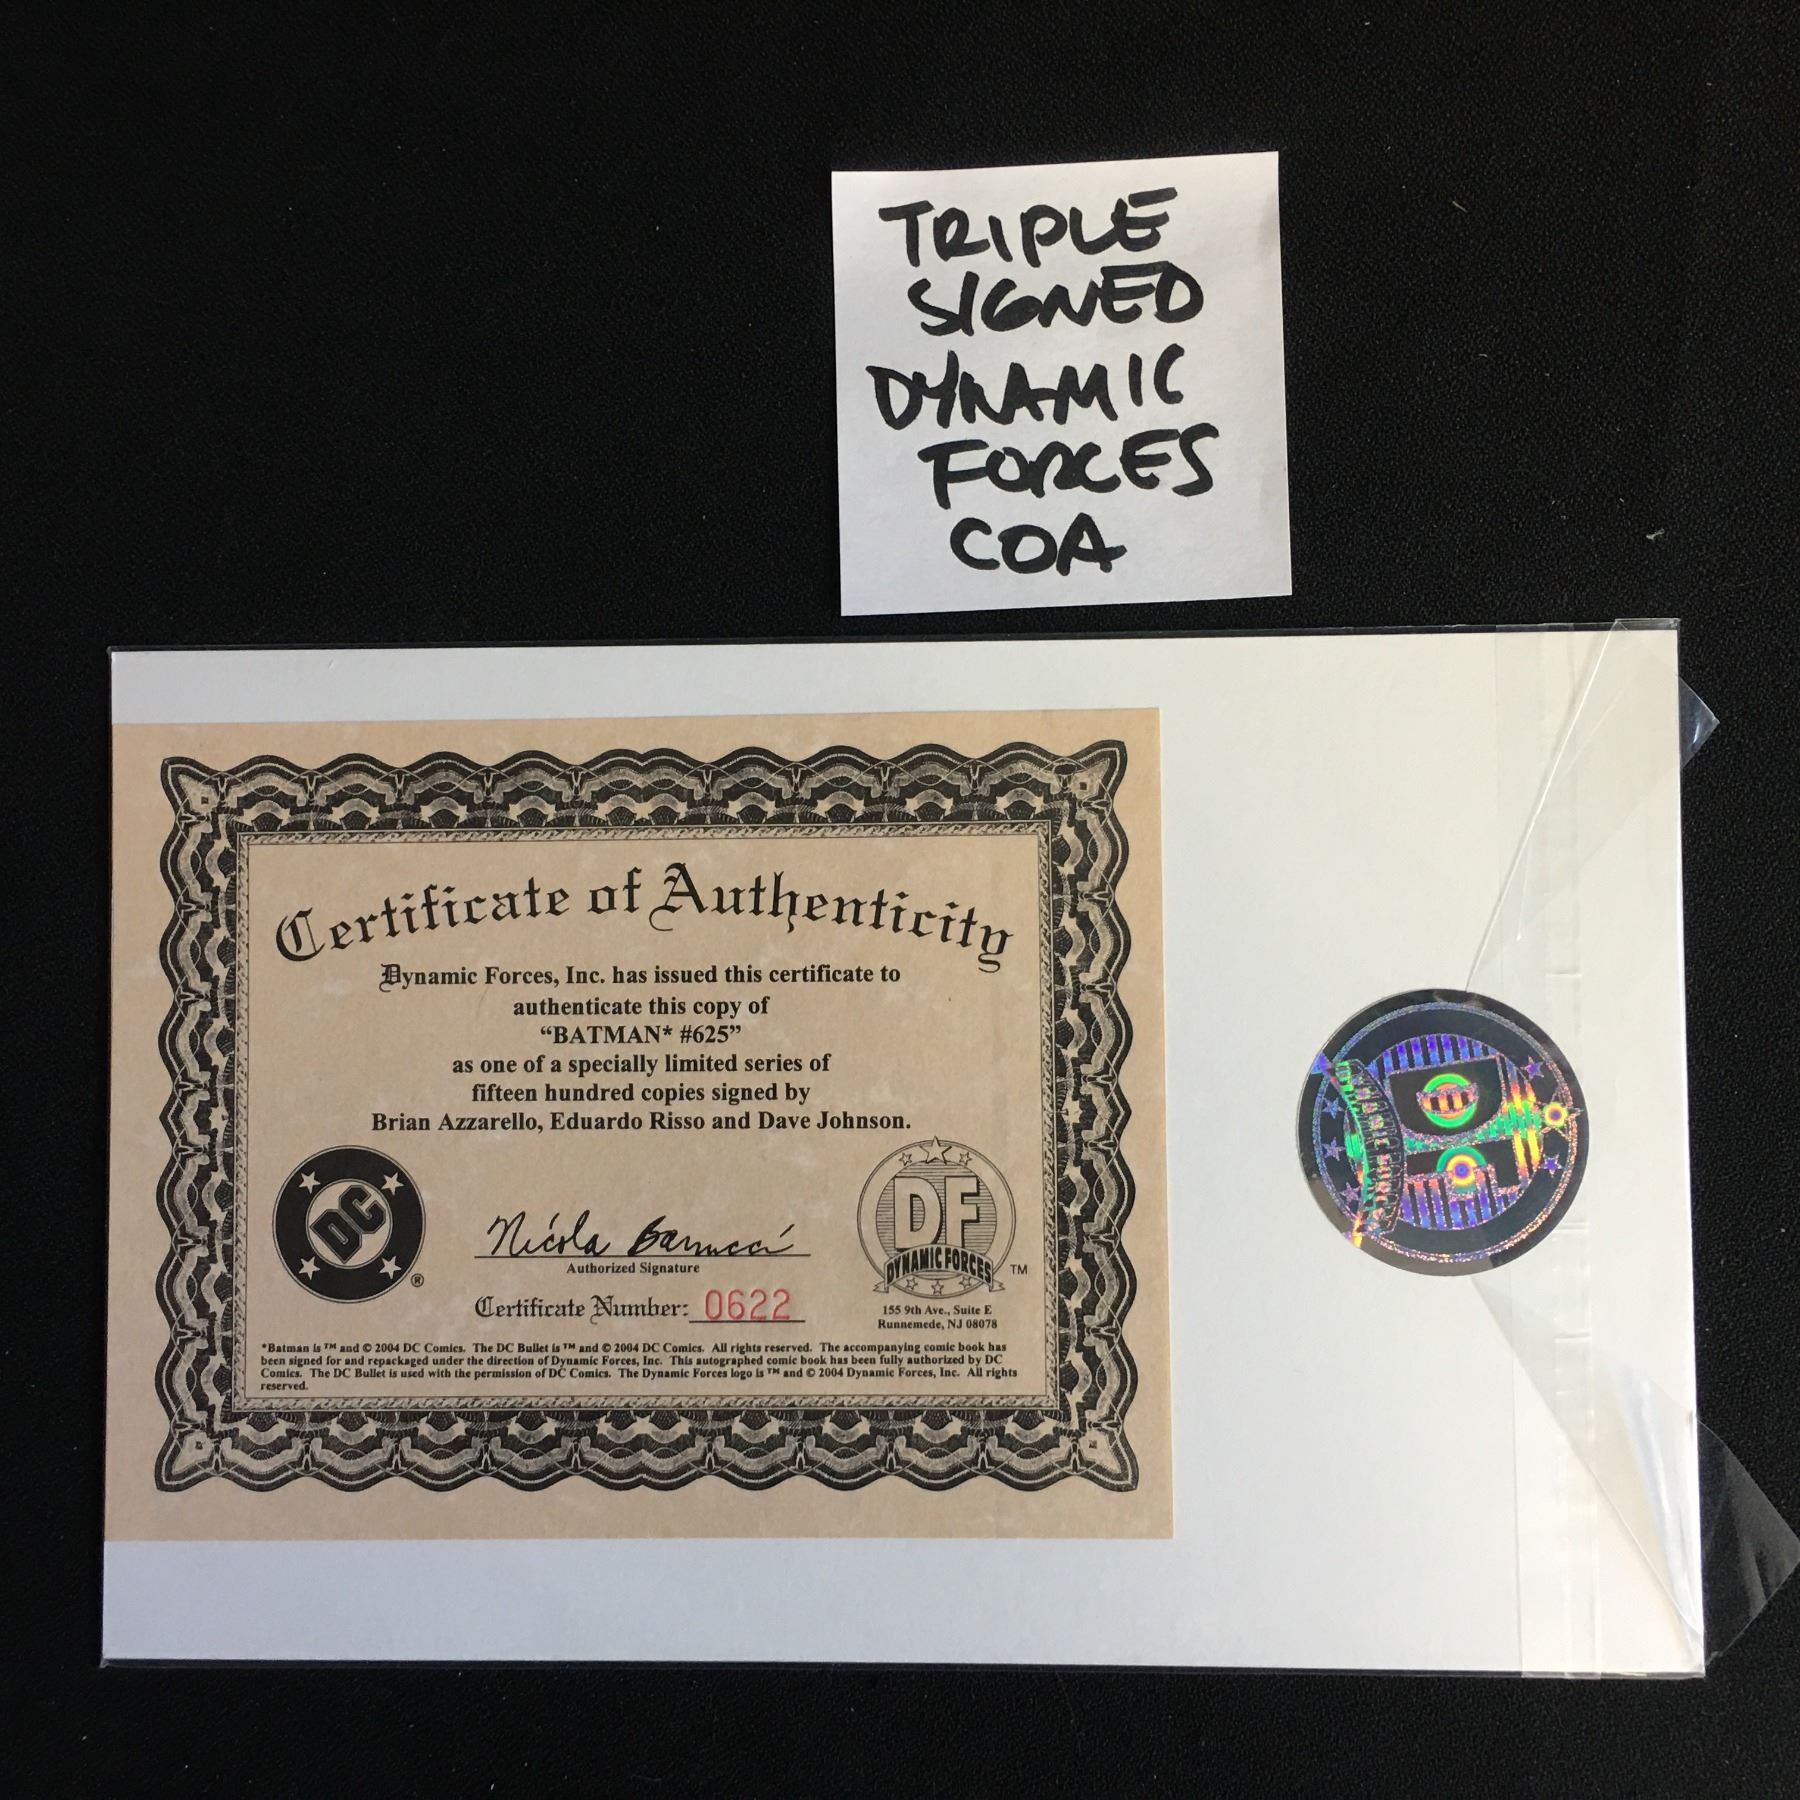 TRIPLE
SIGNED
DYNAMIC
FORCES
COA
Certificate of Authenticity
Dynamic Forces, Inc. has issued this certificate to
authenticate this copy of
“BATMAN* #625”
as one of a specially limited series of
fifteen hundred copies signed by
Brian Azzarello, Eduardo Risso and Dave Johnson.
DC
®
Nicola Barrucci
Authorized Signature
Certificate Number: 0622
DF
DYNAMIC FORCES
TM
155 9th Ave., Suite E
Runnemede, NJ 08078
*Batman is ™ and © 2004 DC Comics. The DC Bullet is ™ and © 2004 DC Comics. All rights reserved. The accompanying comic book has
been signed for and repackaged under the direction of Dynamic Forces, Inc. This autographed comic book has been fully authorized by DC
Comics. The DC Bullet is used with the permission of DC Comics. The Dynamic Forces logo is ™ and © 2004 Dynamic Forces, Inc. All rights
reserved.
DF
DYNAMIC FORCES